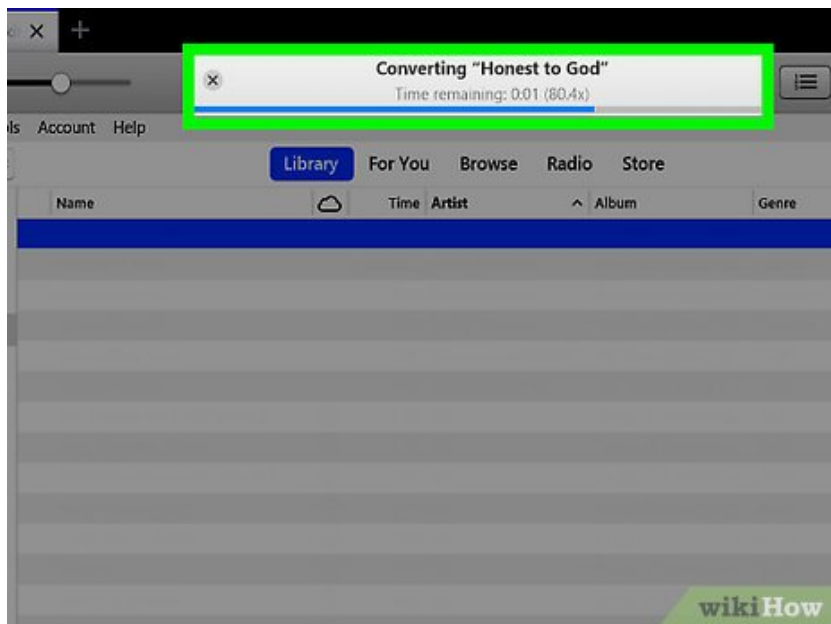 Converting "Honest to God"
Time remaining: 0:01 (80.4x)
Account Help
Library For You Browse Radio Store
Name Time Artist Album Genre
wikiHow